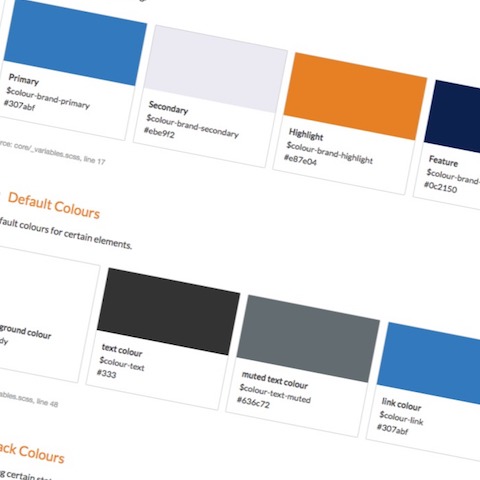 Primary
$colour-brand-primary
#307abf
Secondary
$colour-brand-secondary
#ebe9f2
Highlight
$colour-brand-highlight
#e87e04
Feature
$colour-brand-
#0c2150
rce: core/_variables.scss, line 17
Default Colours
fault colours for certain elements.
ground colour
dy
text colour
$colour-text
#333
muted text colour
$colour-text-muted
#636c72
link colour
$colour-link
#307abf
ables.scss, line 48
ack Colours